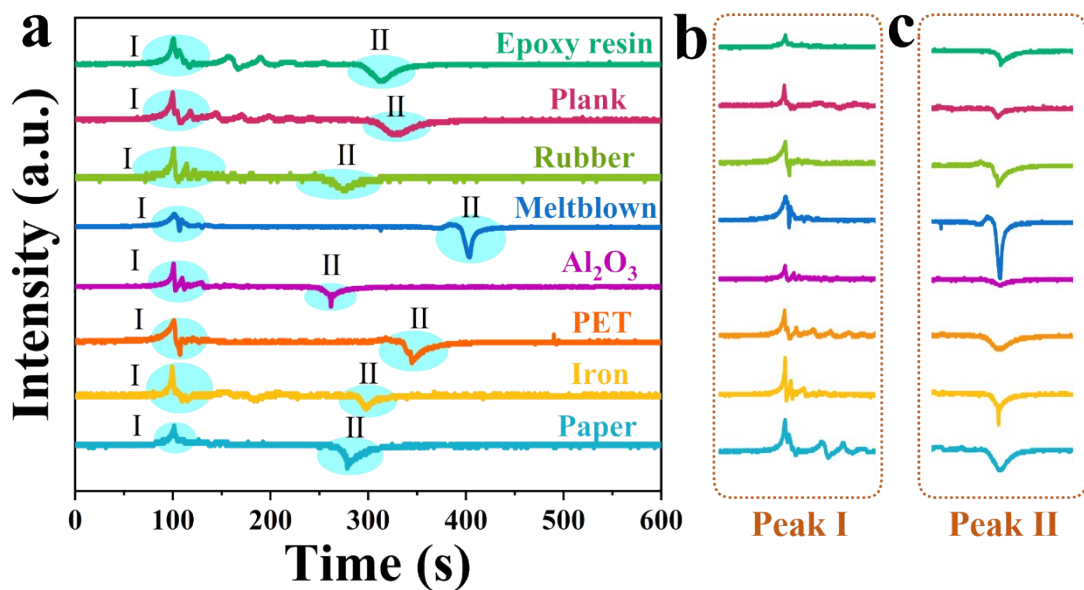 a
b
c
Intensity (a.u.)
I
II
Epoxy resin
I
II
Plank
I
II
Rubber
I
II
Meltblown
I
II
Al₂O₃
I
II
PET
I
II
Iron
I
II
Paper
0 100 200 300 400 500 600
Time (s)
Peak I
Peak II